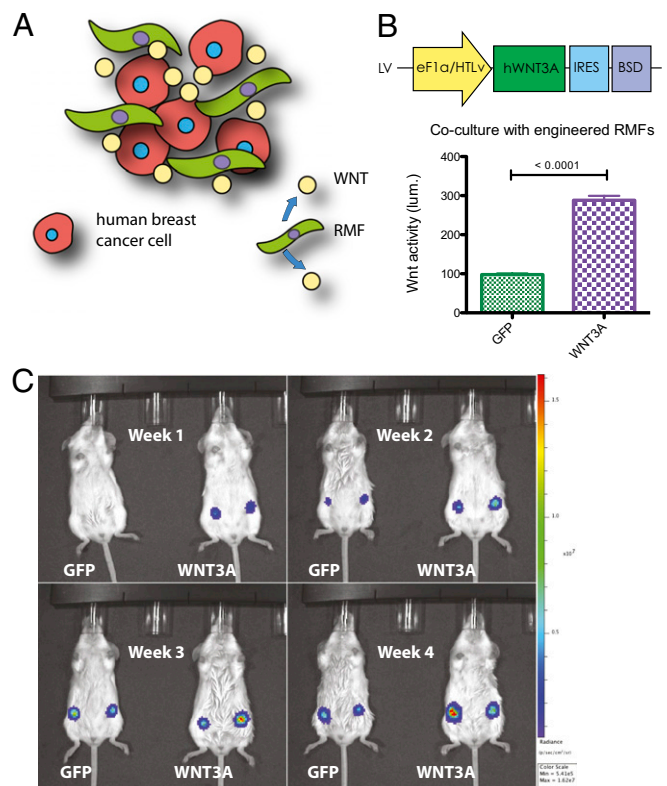 A
WNT
RMF
human breast
cancer cell
B
LV
eF1α/HTLv
hWNT3A
IRES
BSD
Co-culture with engineered RMFs
< 0.0001
Wnt activity (lum.)
400
300
200
100
0
GFP
WNT3A
C
Week 1
GFP
WNT3A
Week 2
GFP
WNT3A
Week 3
GFP
WNT3A
Week 4
GFP
WNT3A
1.5
1.0
x10⁷
0.5
Radiance
(p/sec/cm²/sr)
Color Scale
Min = 5.41e5
Max = 1.62e7